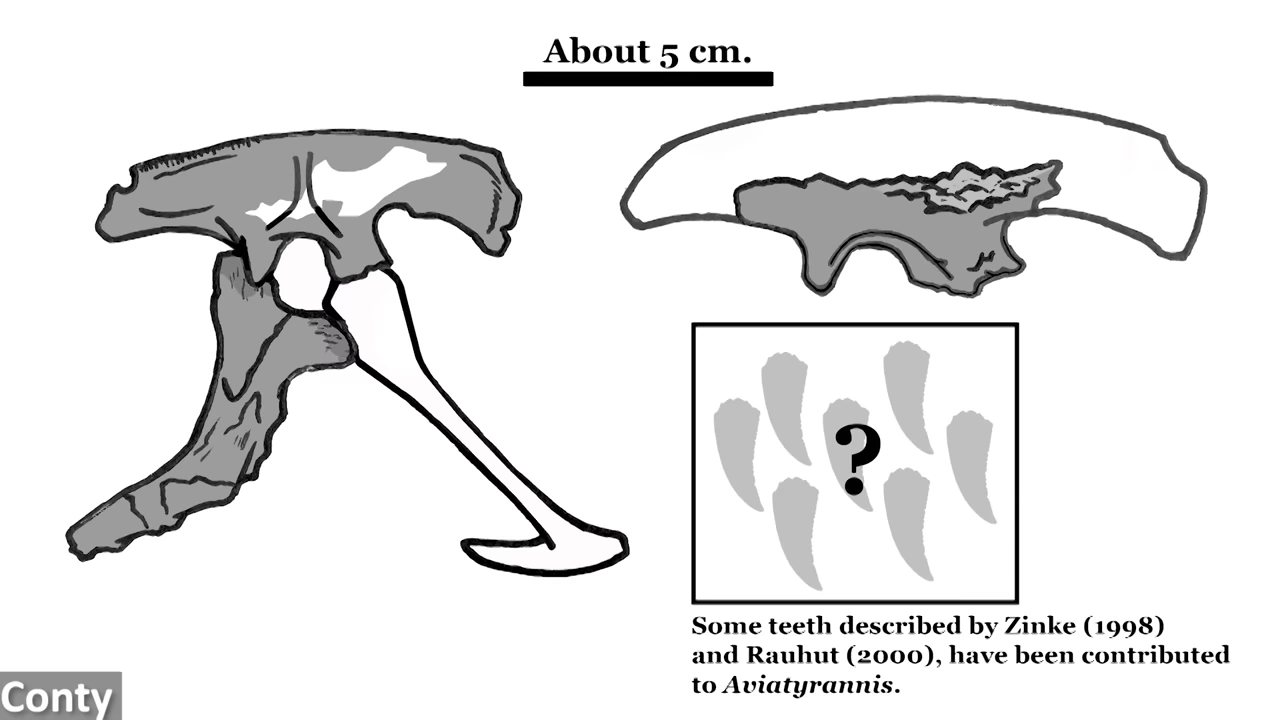 About 5 cm.
?
Some teeth described by Zinke (1998)
and Rauhut (2000), have been contributed
to Aviatyrannis.
Conty